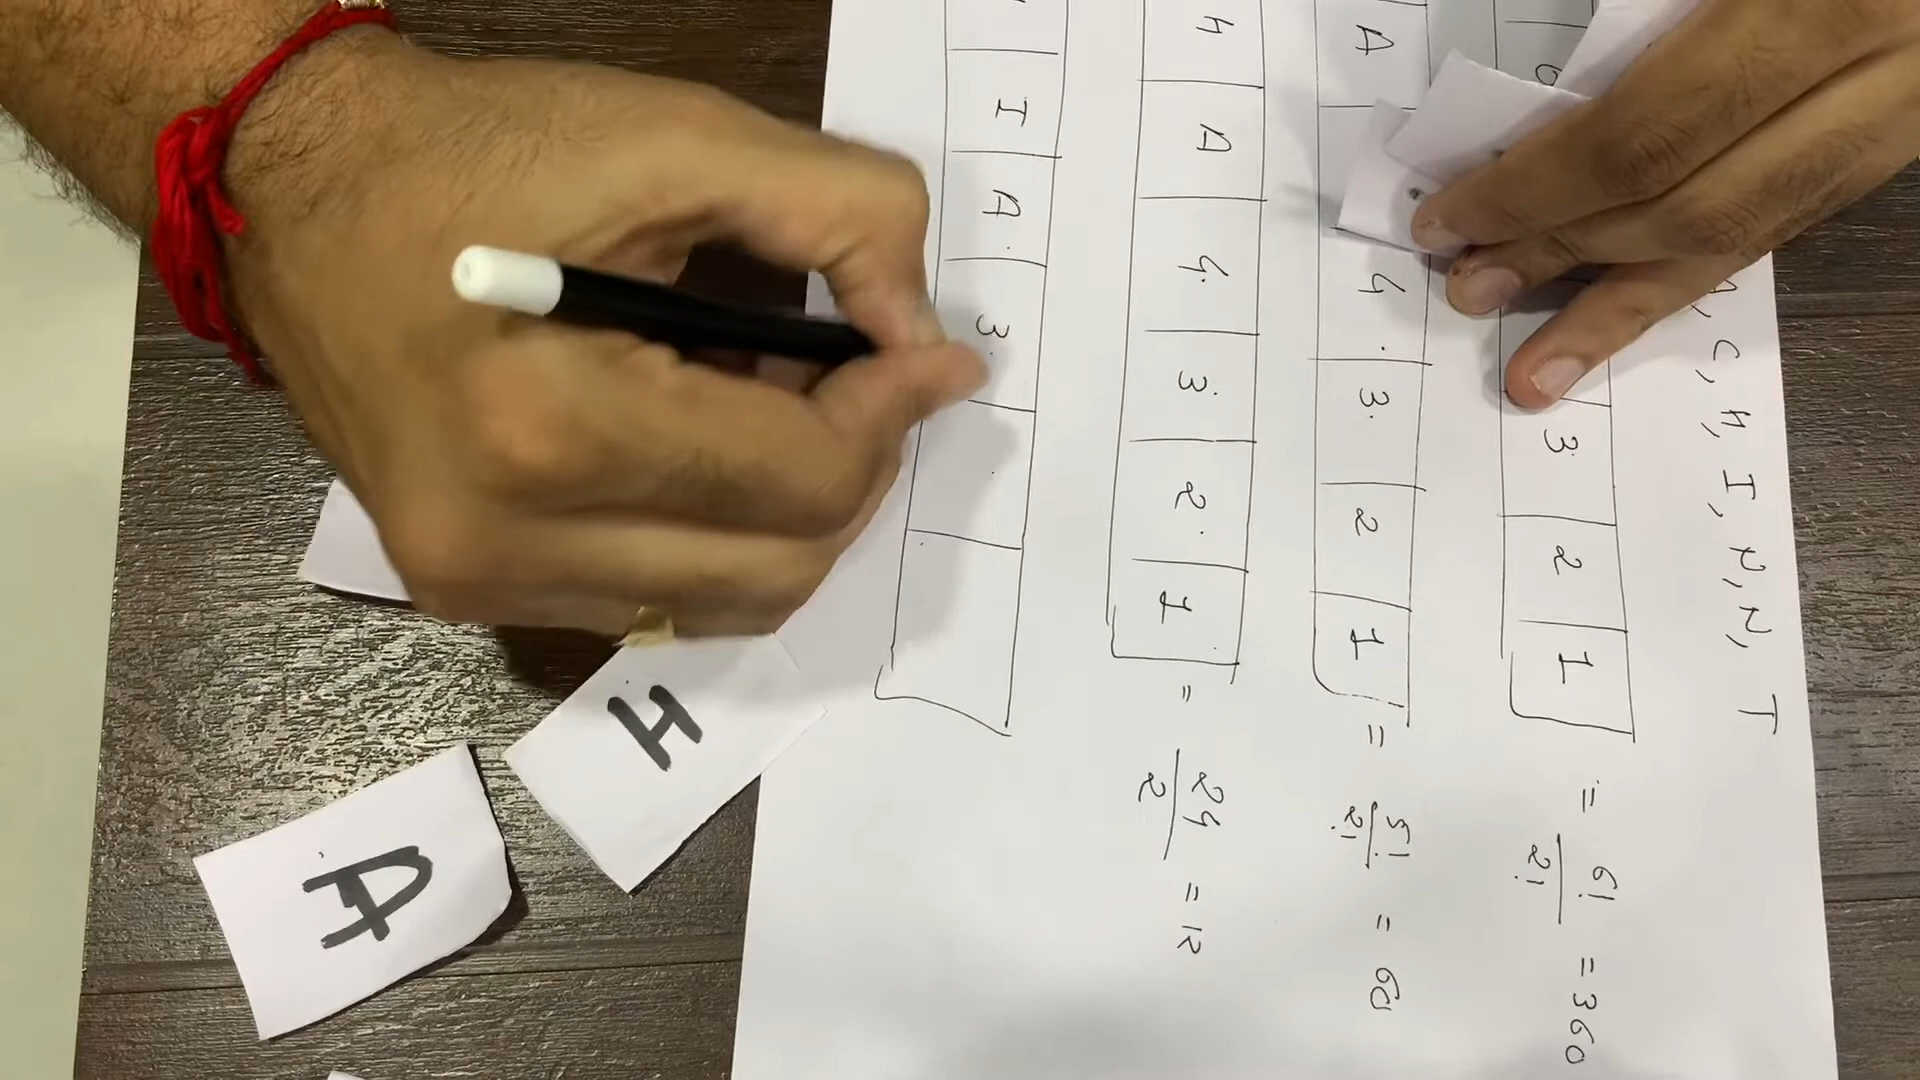 A, C, H, I, N, N, T
6 3 2 1 = 6!/2! = 360
A 4 3 2 1 = 5!/2! = 60
H A 4 3 2 1 = 24/2 = 12
I A 3
H
A